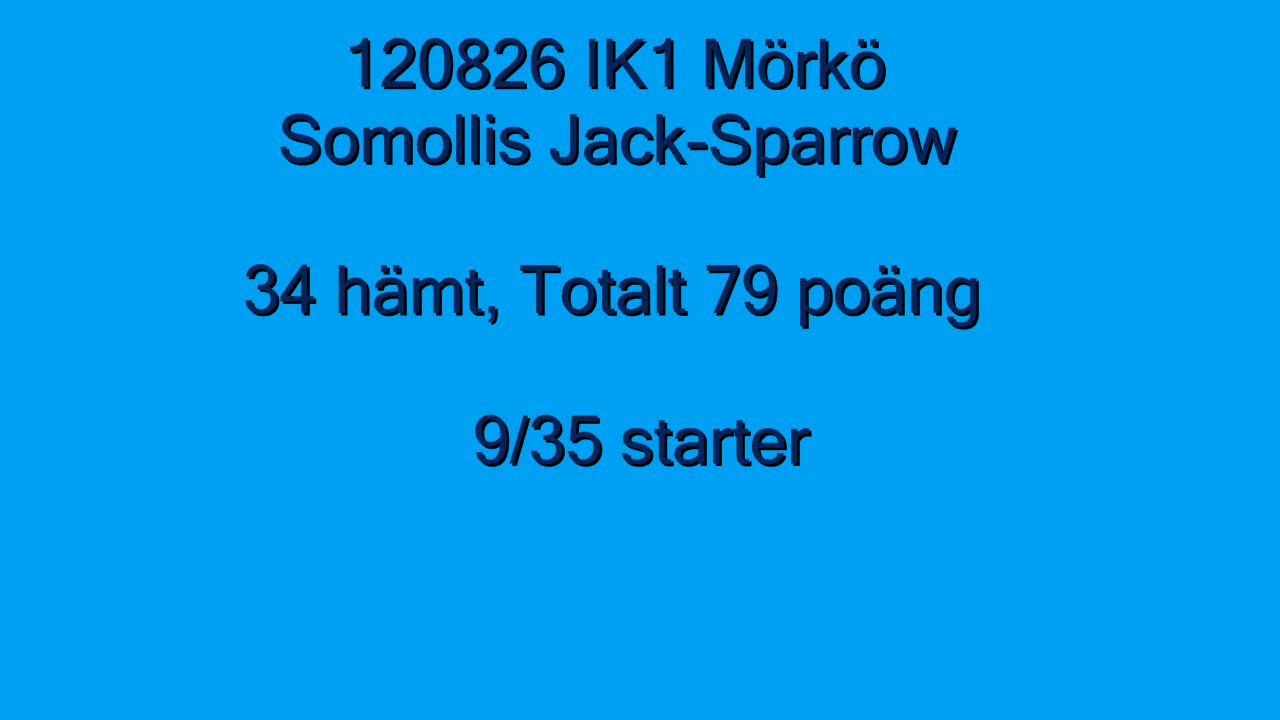 120826 IK1 Mörkö
Somollis Jack-Sparrow
34 hämt, Totalt 79 poäng
9/35 starter